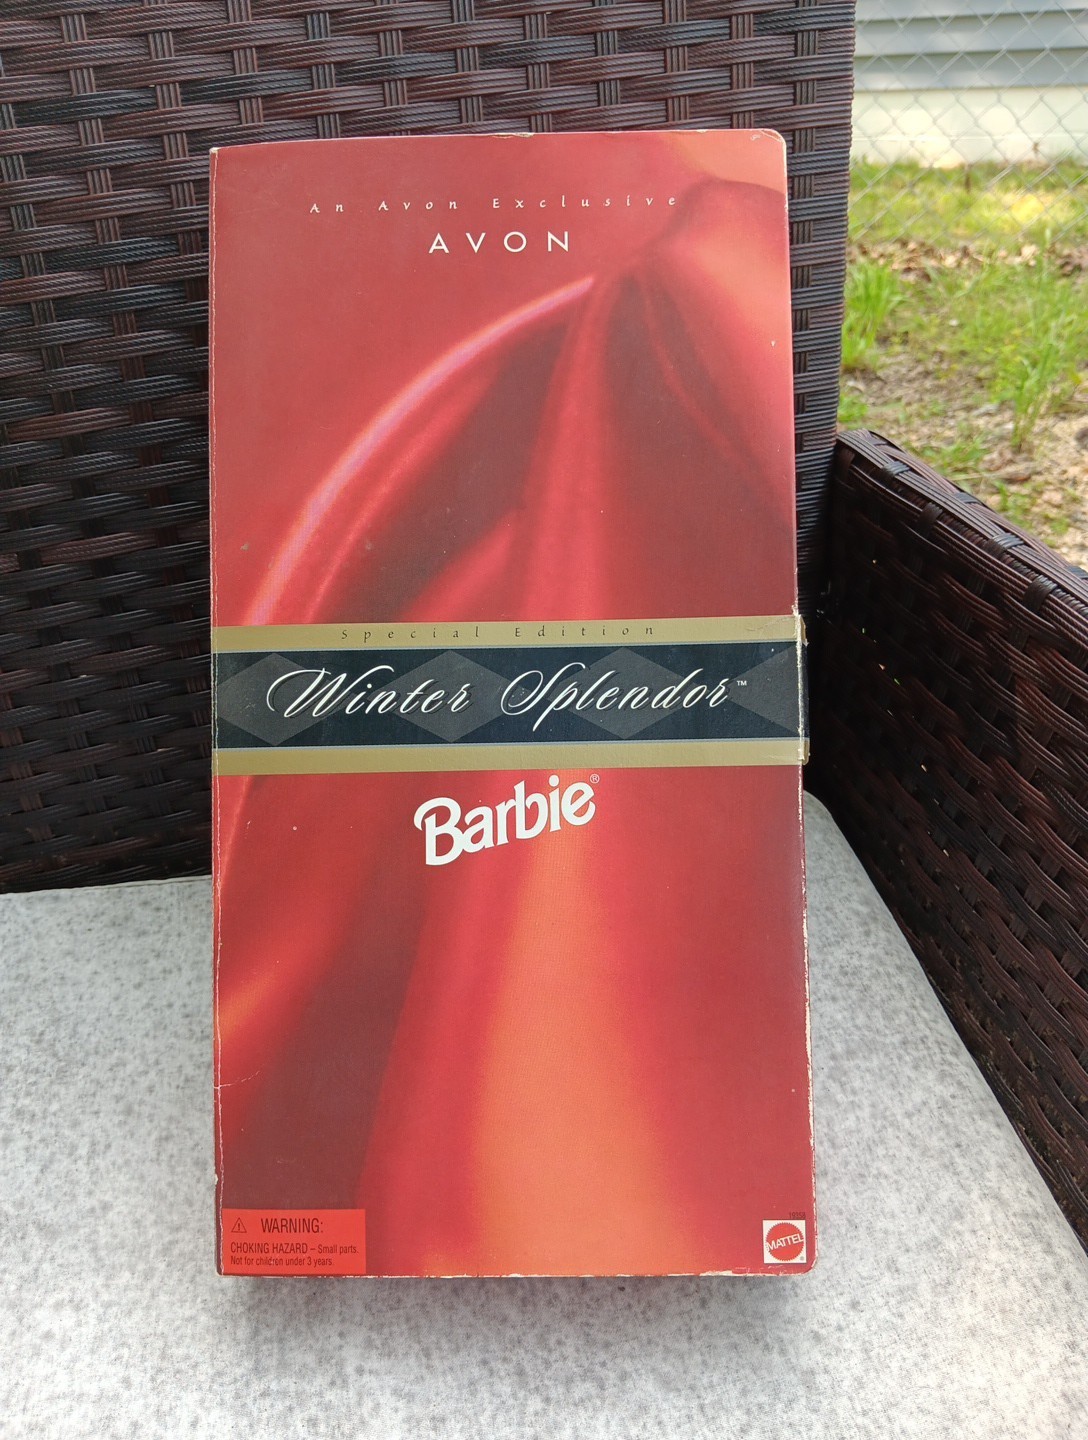 An Avon Exclusive
AVON
Special Edition
Winter Splendor™
Barbie®
⚠ WARNING:
CHOKING HAZARD – Small parts.
Not for children under 3 years.
19358
MATTEL®